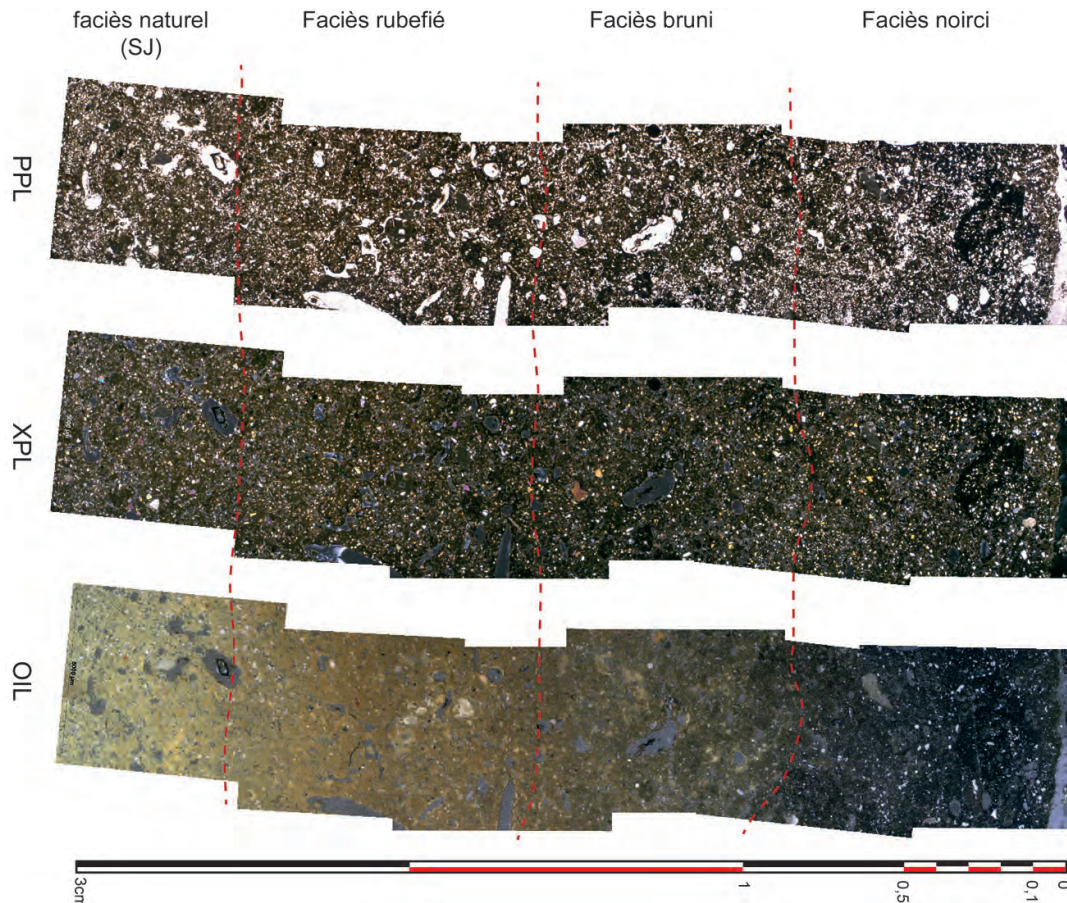 faciès naturel
(SJ)
Faciès rubefié
Faciès bruni
Faciès noirci
PPL
XPL
OIL
3cm
1
0,5
0,1
0